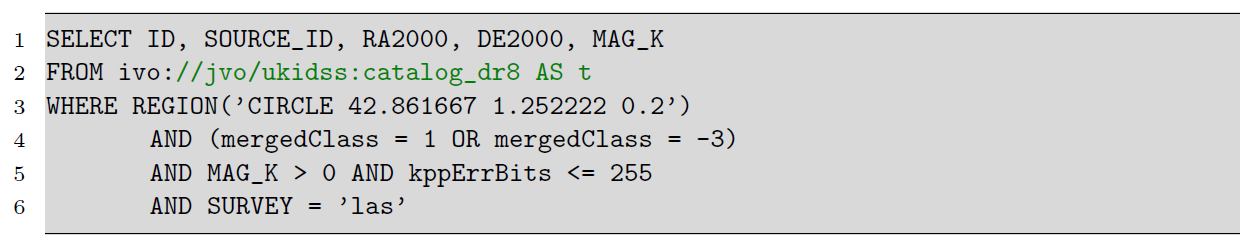 1 SELECT ID, SOURCE_ID, RA2000, DE2000, MAG_K
2 FROM ivo://jvo/ukidss:catalog_dr8 AS t
3 WHERE REGION(’CIRCLE 42.861667 1.252222 0.2’)
4 AND (mergedClass = 1 OR mergedClass = -3)
5 AND MAG_K > 0 AND kppErrBits <= 255
6 AND SURVEY = ’las’